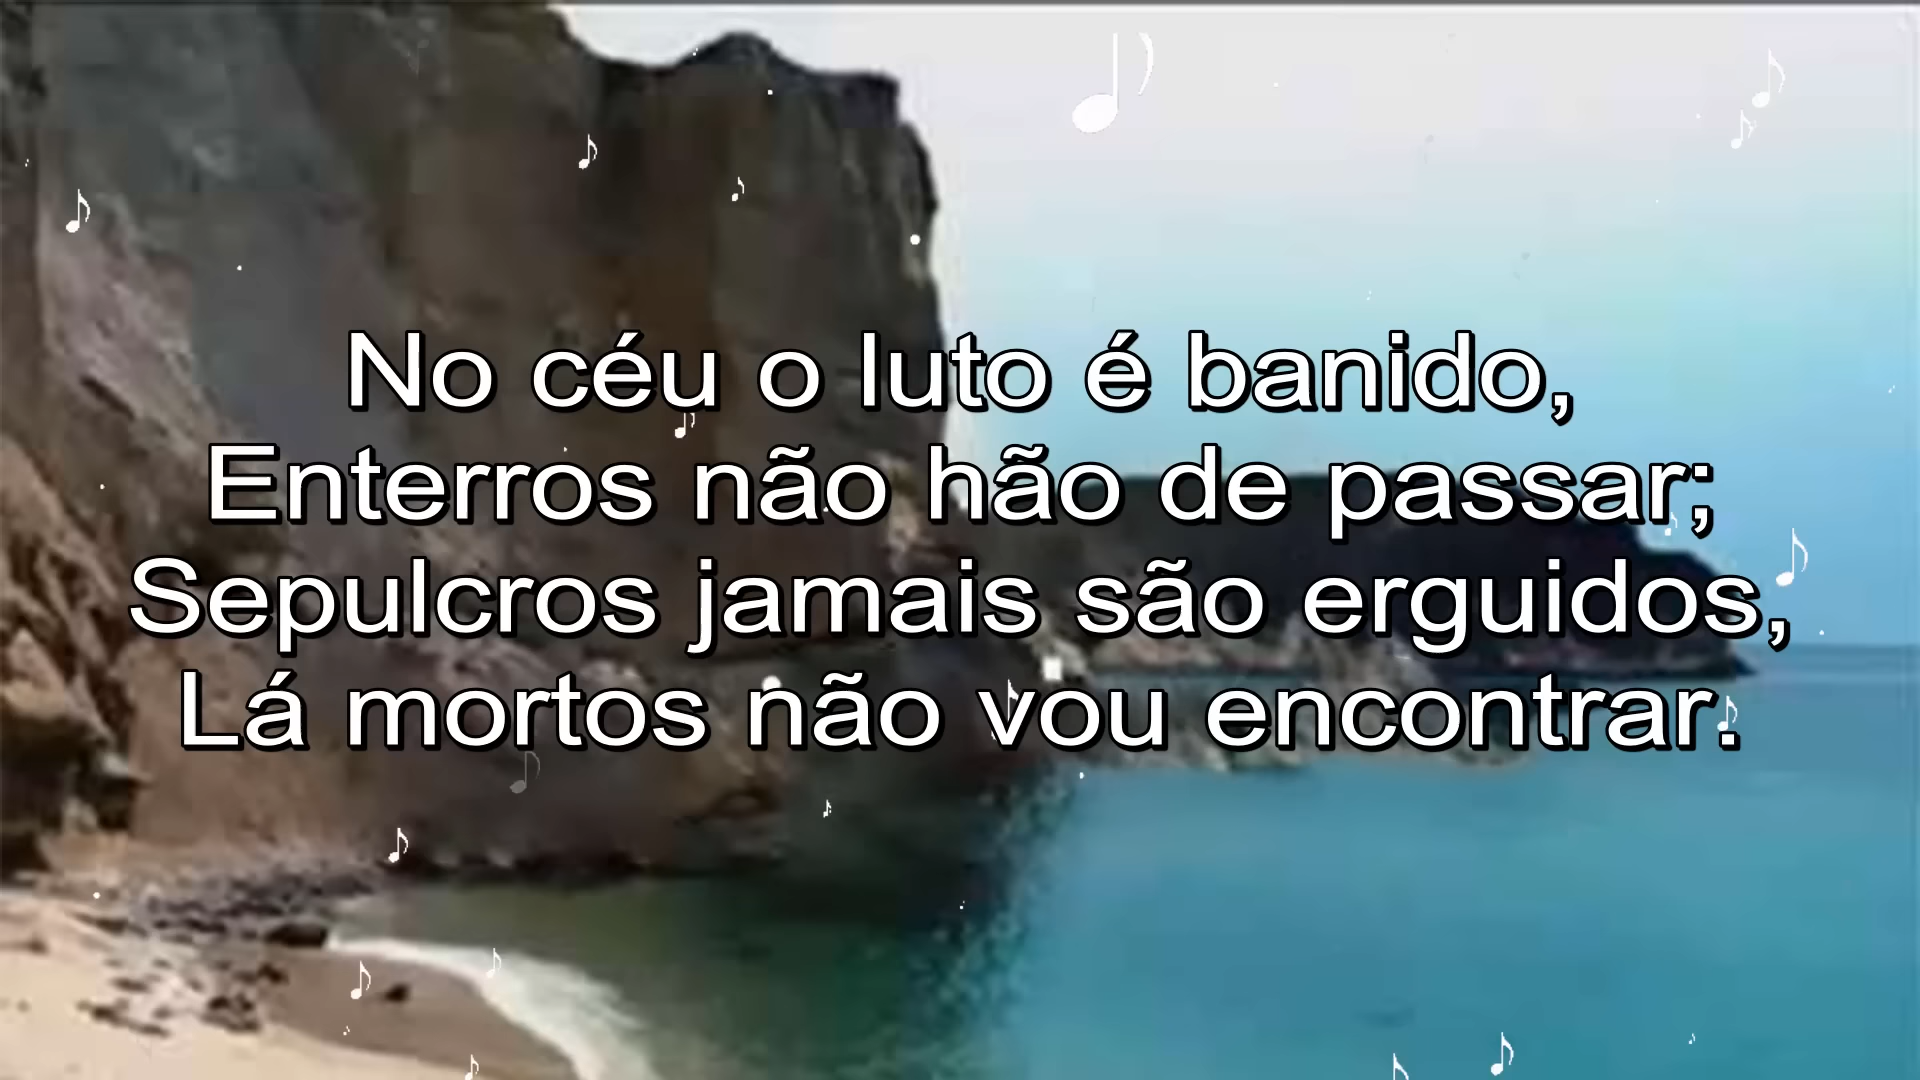 No céu o luto é banido,
Enterros não hão de passar;
Sepulcros jamais são erguidos,
Lá mortos não vou encontrar.